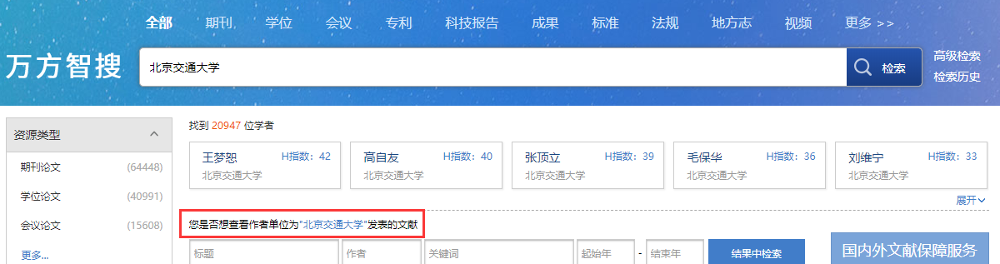 全部 期刊 学位 会议 专利 科技报告 成果 标准 法规 地方志 视频 更多 >>
万方智搜 北京交通大学 检索 高级检索
检索历史
资源类型
期刊论文 (64448)
学位论文 (40991)
会议论文 (15608)
更多...
找到 20947 位学者
王梦恕 H指数：42
北京交通大学
高自友 H指数：40
北京交通大学
张顶立 H指数：39
北京交通大学
毛保华 H指数：36
北京交通大学
刘维宁 H指数：33
北京交通大学
展开
您是否想查看作者单位为"北京交通大学"发表的文献
标题 作者 关键词 起始年 - 结束年 结果中检索
国内外文献保障服务